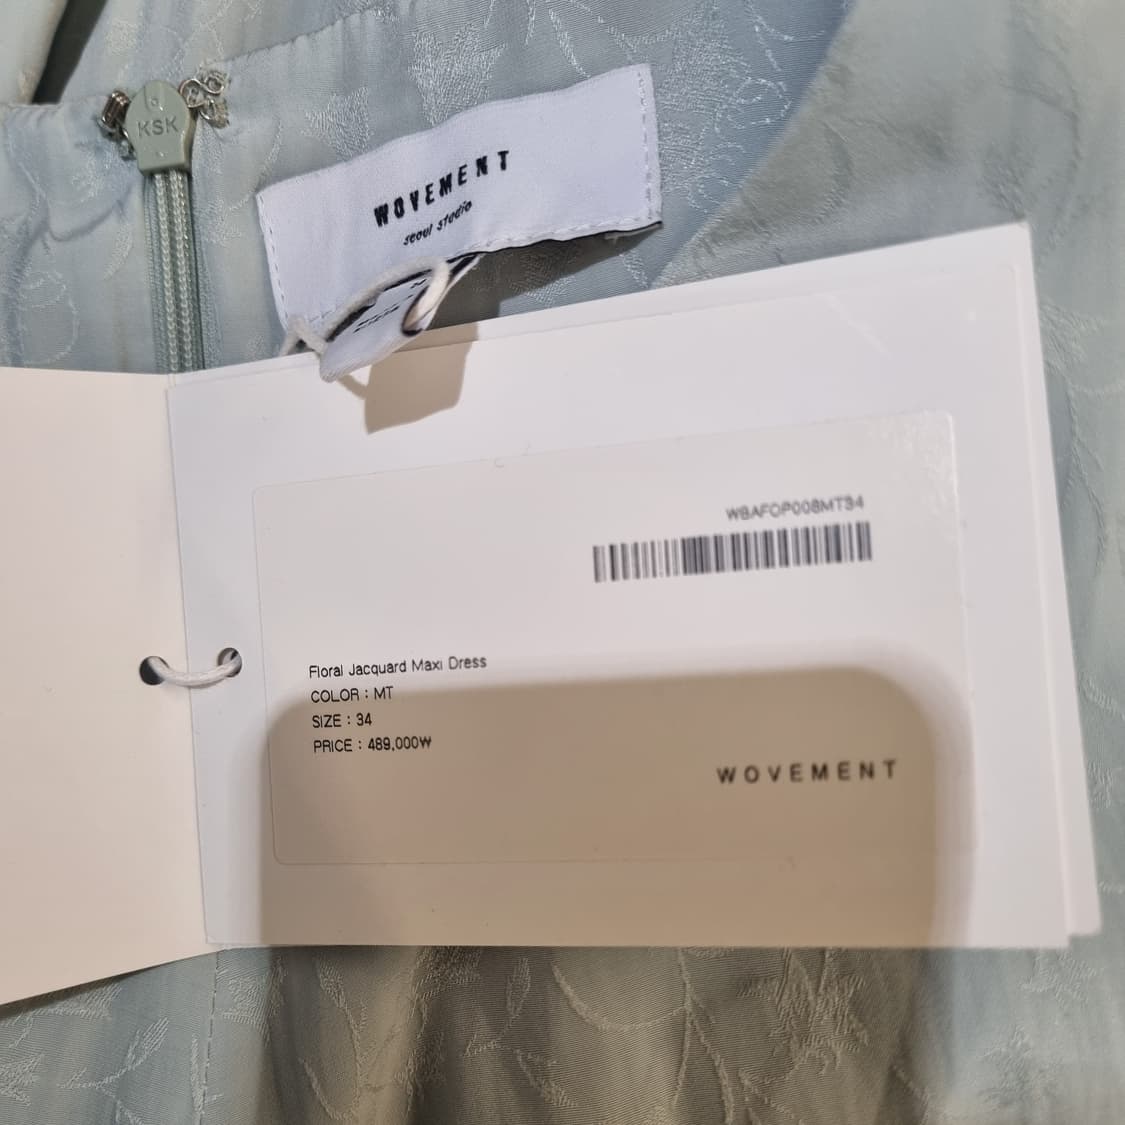 KSK
WOVEMENT
seoul studio
WBAFOP008MT34
Floral Jacquard Maxi Dress
COLOR : MT
SIZE : 34
PRICE : 489,000₩
WOVEMENT